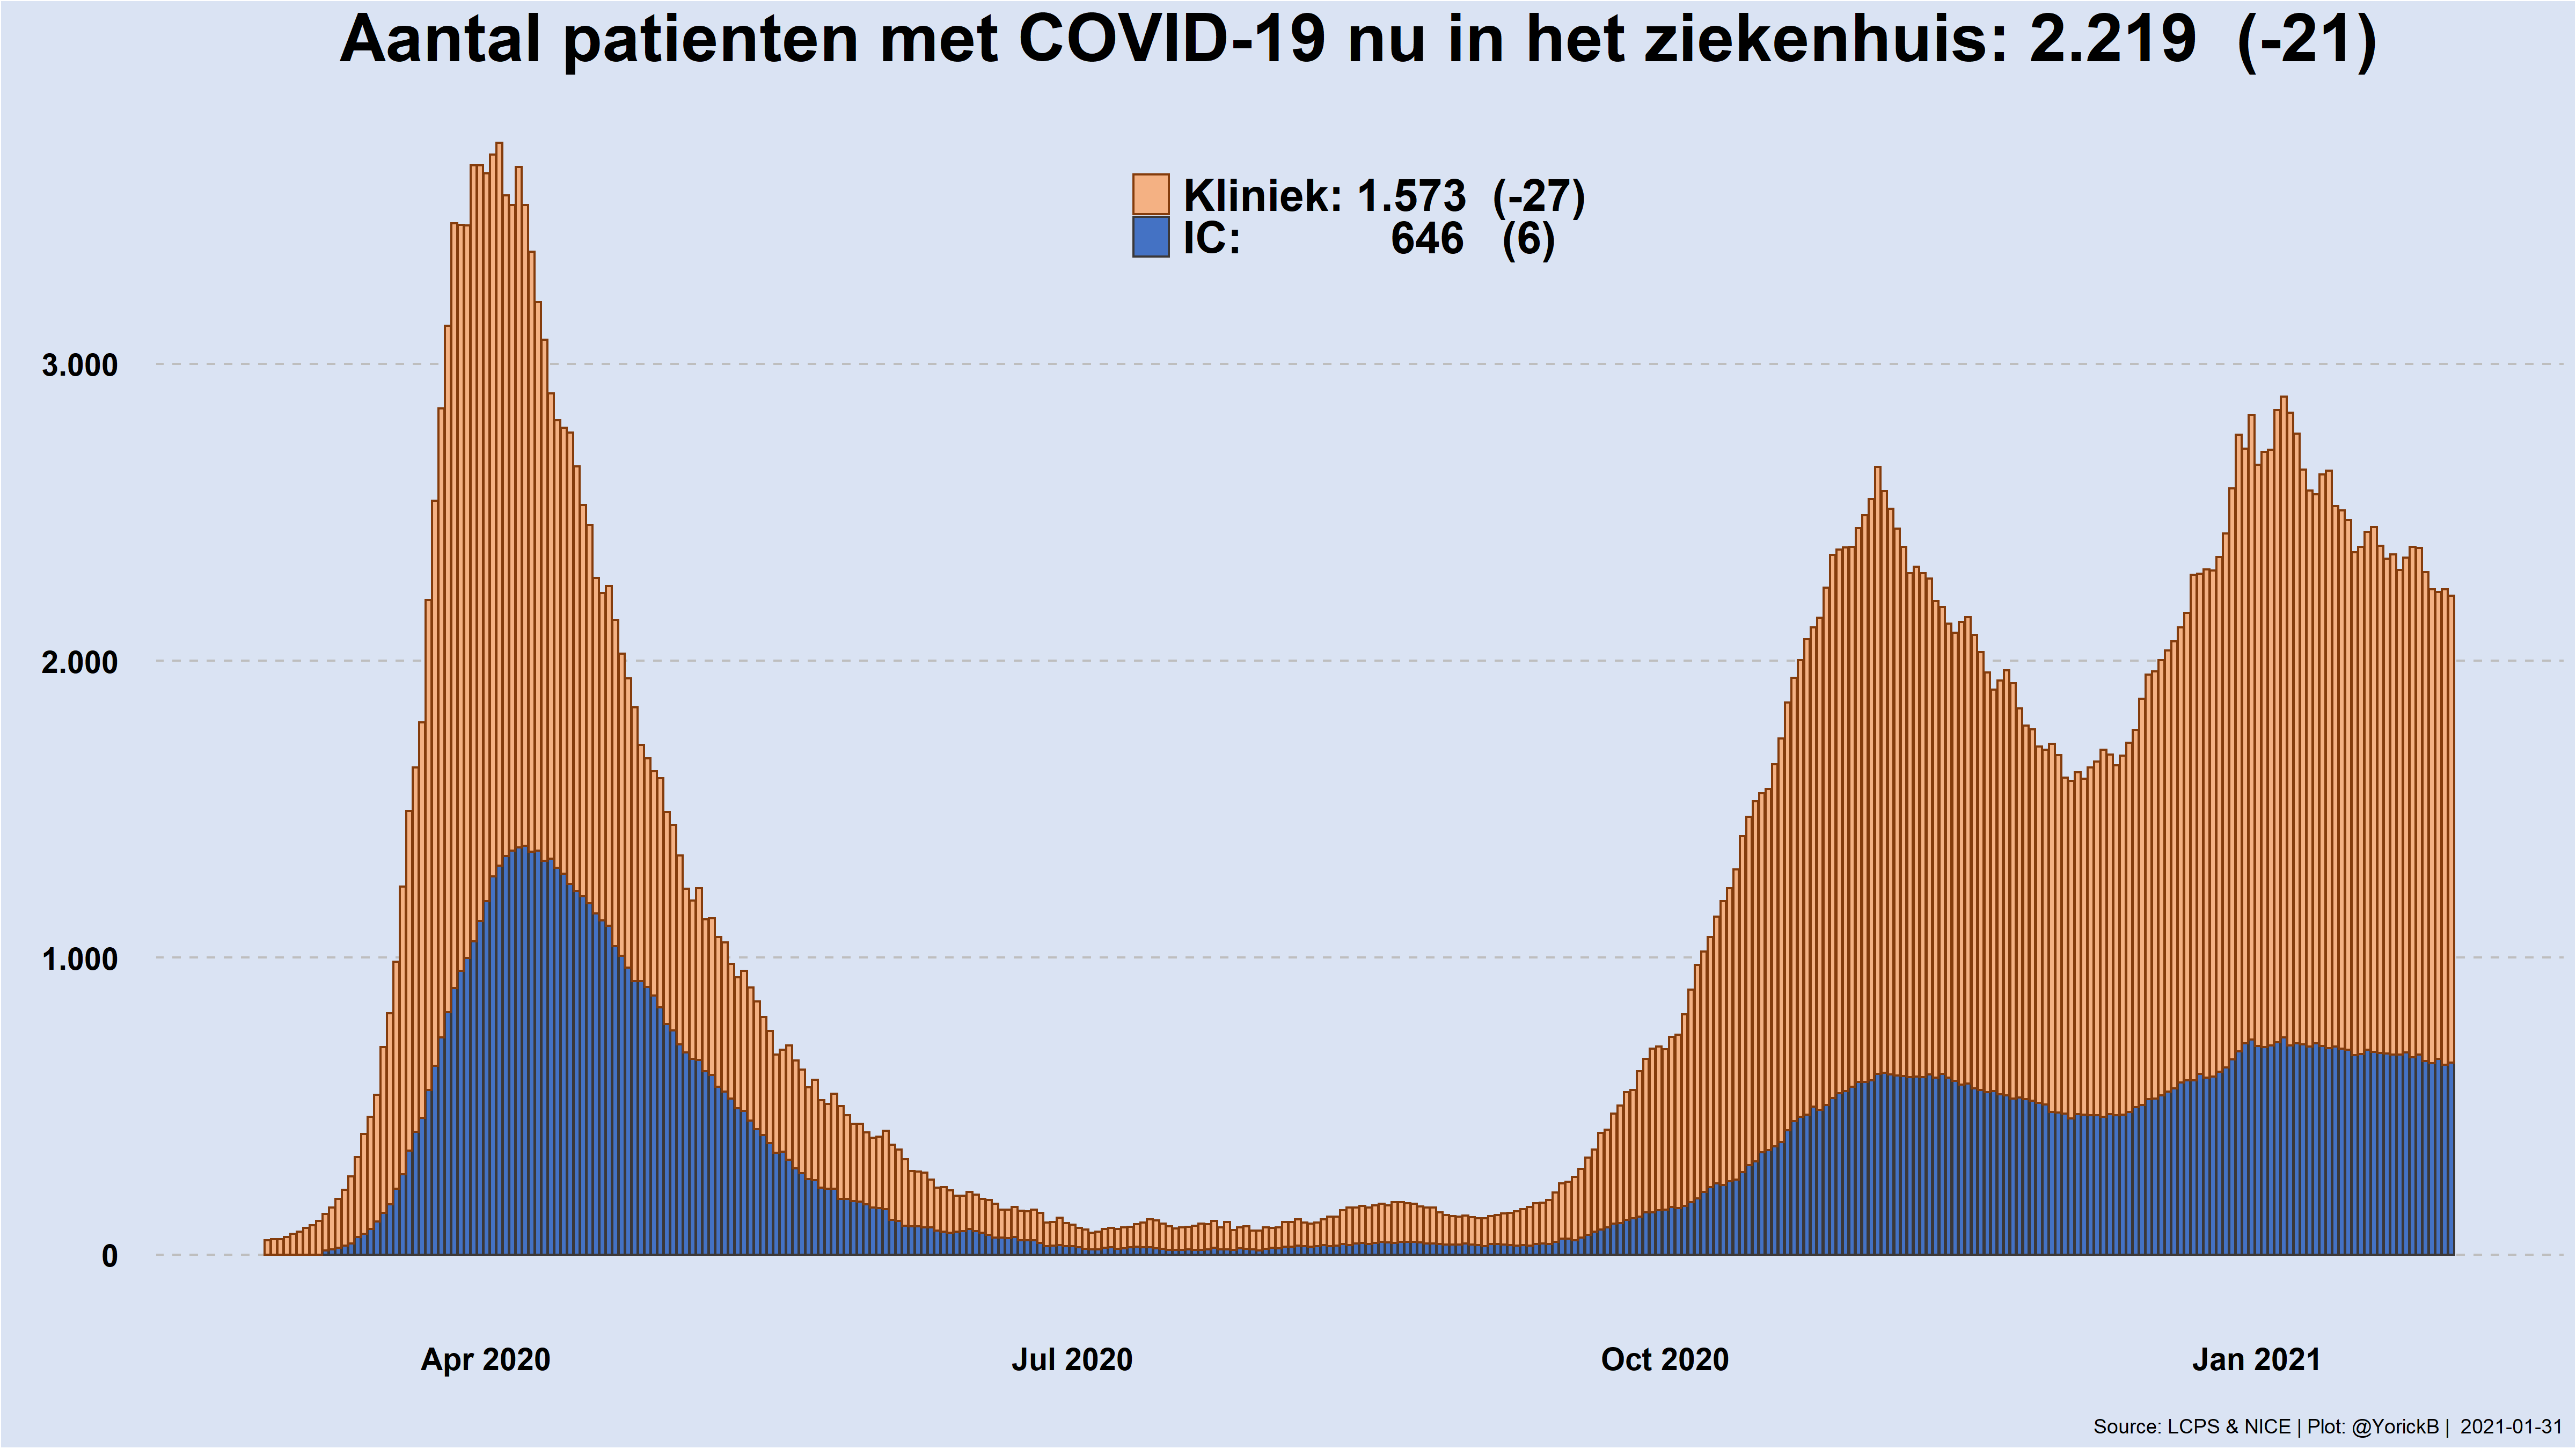 Aantal patienten met COVID-19 nu in het ziekenhuis: 2.219 (-21)
Kliniek: 1.573 (-27)
IC: 646 (6)
3.000
2.000
1.000
0
Apr 2020 Jul 2020 Oct 2020 Jan 2021
Source: LCPS & NICE | Plot: @YorickB | 2021-01-31